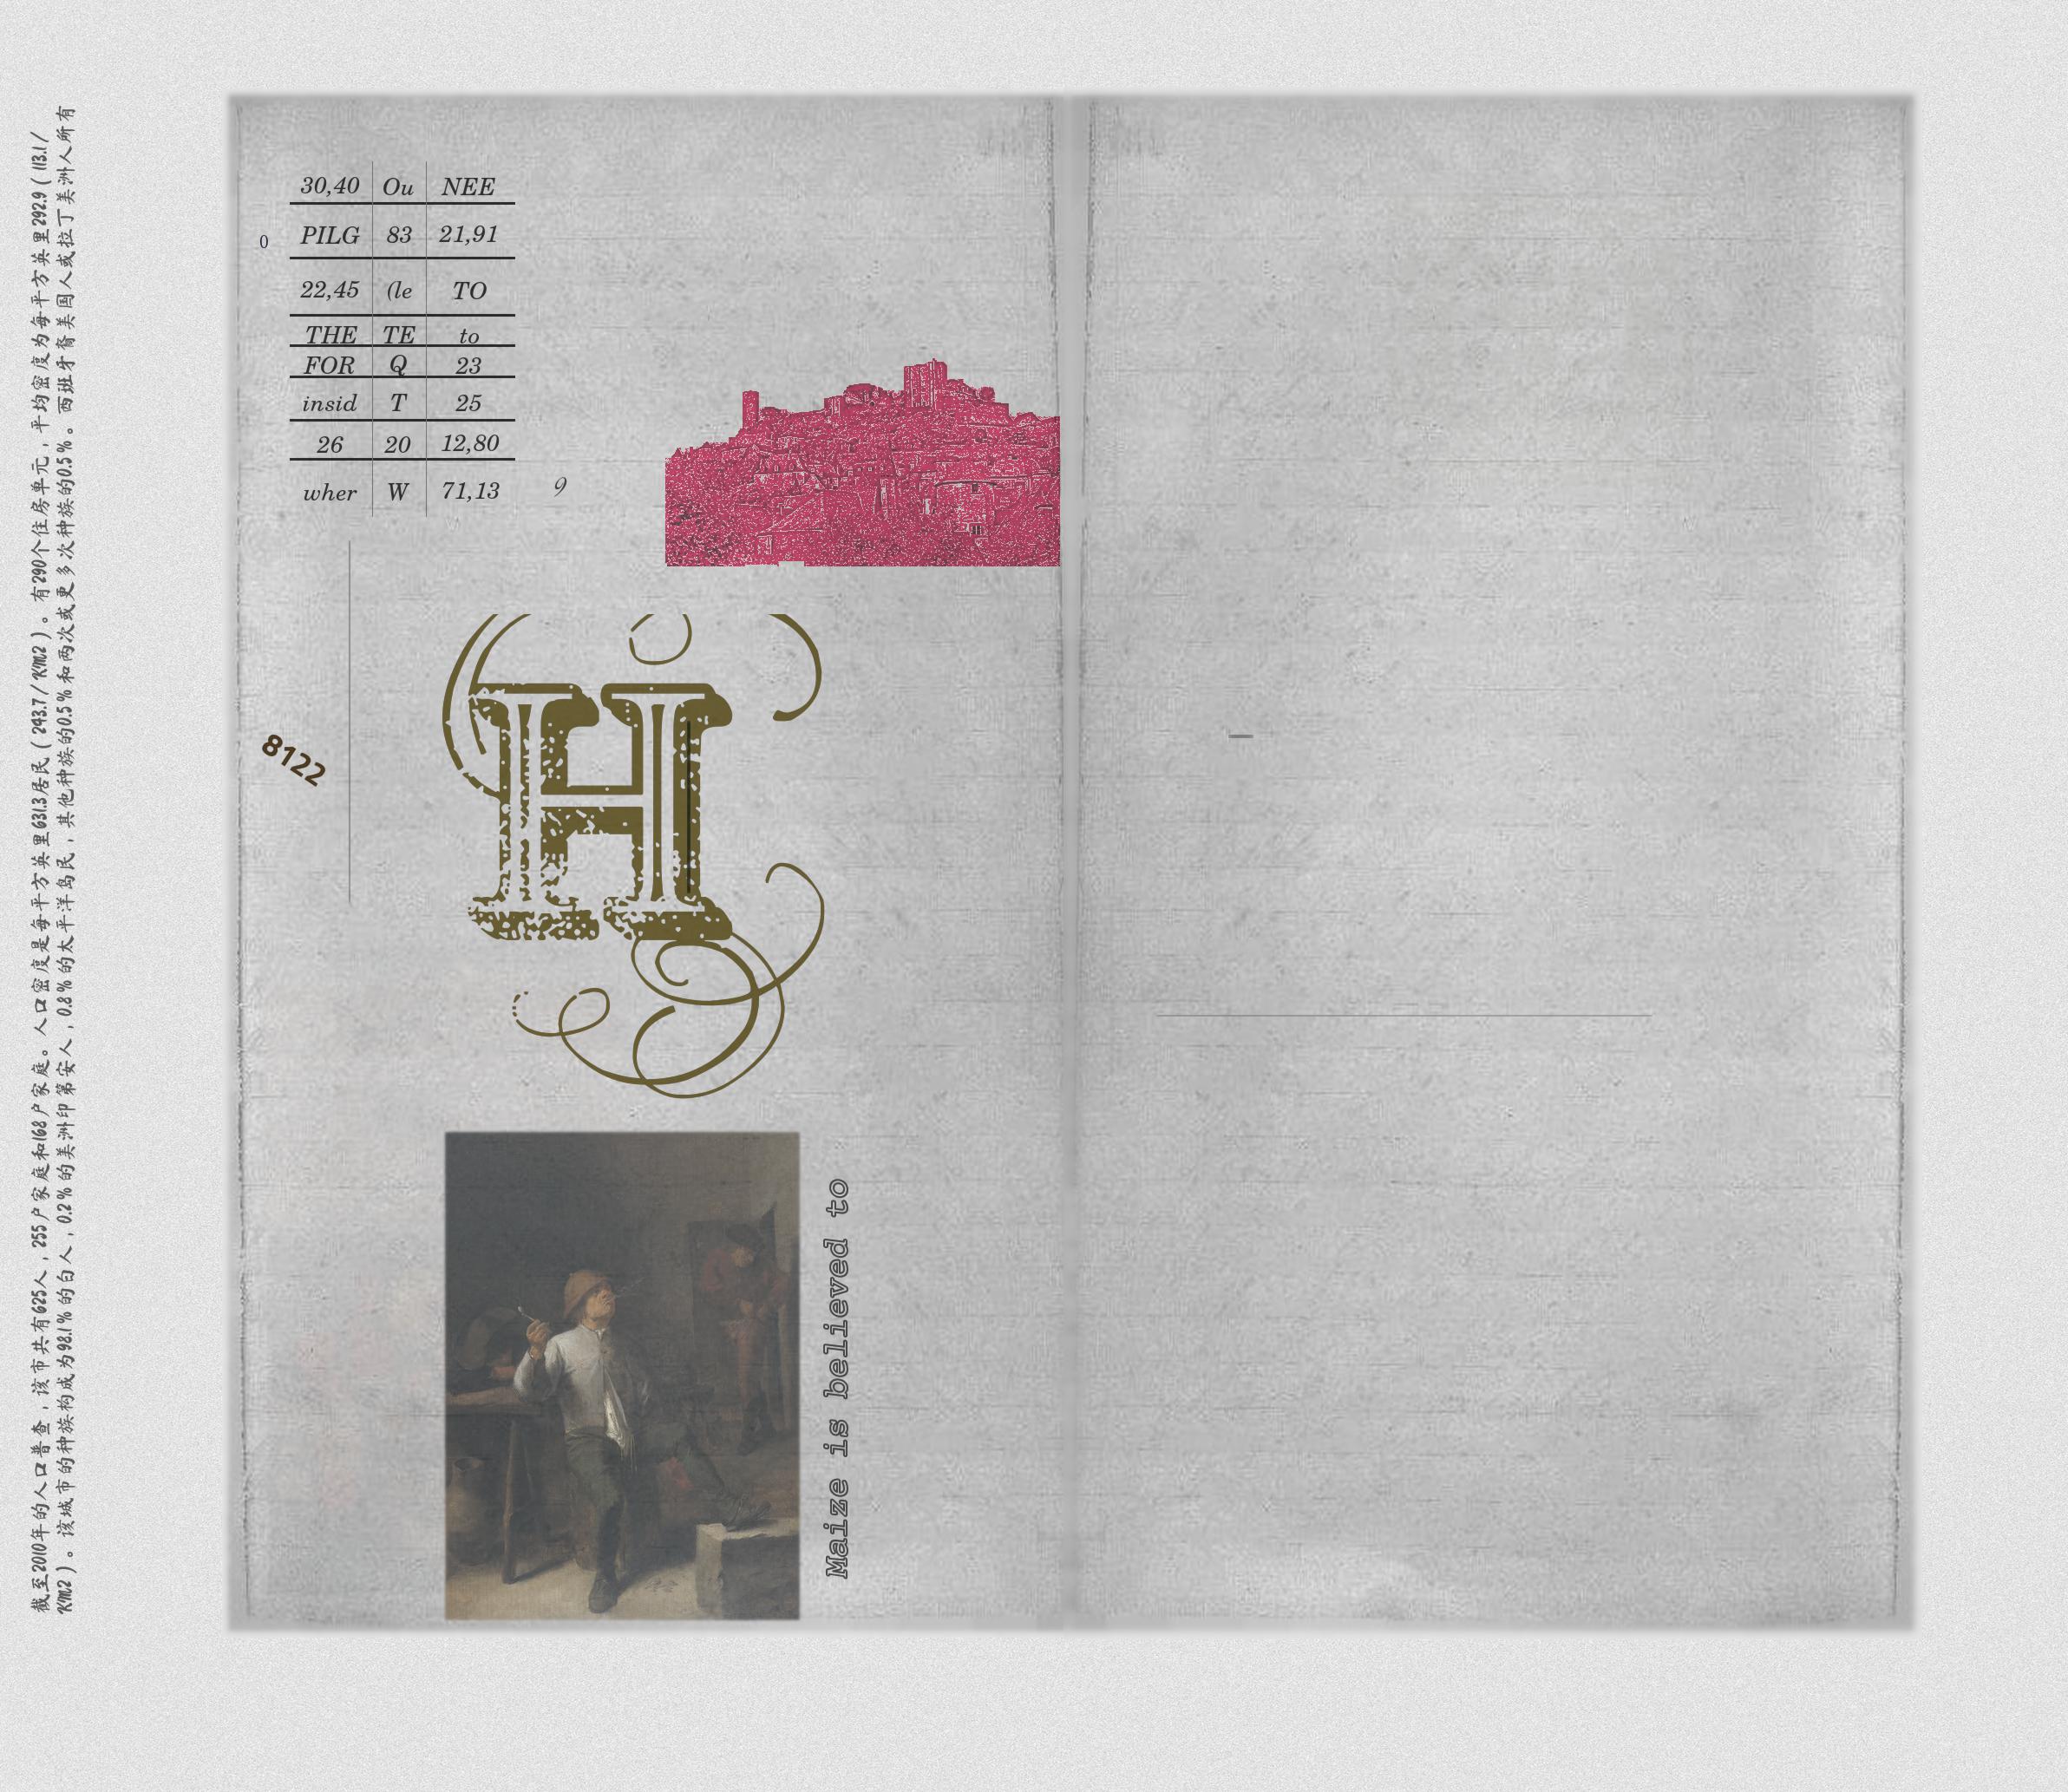 截至2010年的人口普查，该市共有625人，255户家庭和168户家庭。人口密度是每平方英里631.3居民（243.7/KM2）。有290个住房单元，平均密度为每平方英里292.9（113.1/
KM2）。该城市的种族构成为98.1％的白人，0.2％的美洲印第安人，0.8％的太平洋岛民，其他种族的0.5％和两次或更多次种族的0.5％。西班牙裔美国人或拉丁美洲人所有
30,40 Ou NEE
0
PILG 83 21,91
22,45 (le TO
THE TE to
FOR Q 23
insid T 25
26 20 12,80
wher W 71,13
9
8122
H
Maize is believed to